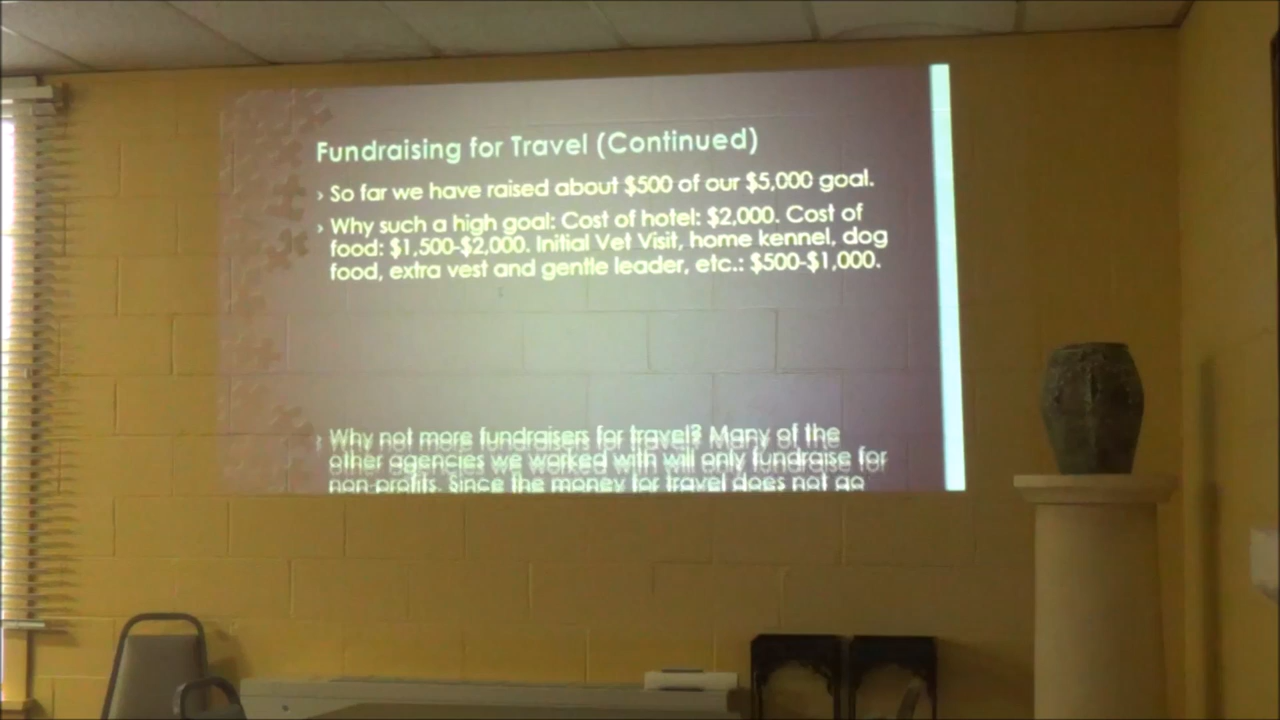 Fundraising for Travel (Continued)
› So far we have raised about $500 of our $5,000 goal.
› Why such a high goal: Cost of hotel: $2,000. Cost of
food: $1,500-$2,000. Initial Vet Visit, home kennel, dog
food, extra vest and gentle leader, etc.: $500-$1,000.
› Why not more fundraisers for travel? Many of the
other agencies we worked with will only fundraise for
non profits. Since the money for travel does not go